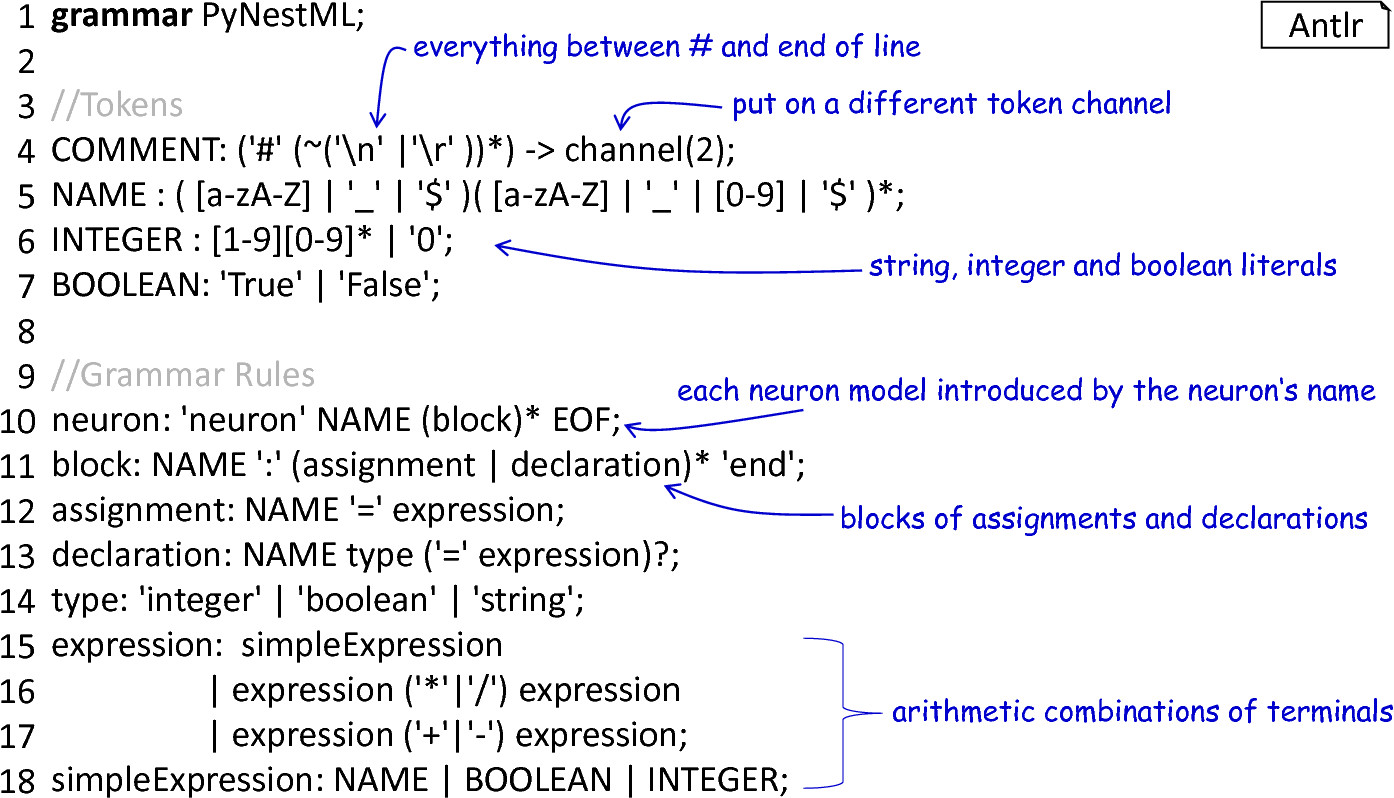 1 grammar PyNestML;
Antlr
everything between # and end of line
2
3 //Tokens
put on a different token channel
4 COMMENT: ('#' (~('\n' |'\r' ))*) -> channel(2);
5 NAME : ( [a-zA-Z] | '_' | '$' )( [a-zA-Z] | '_' | [0-9] | '$' )*;
6 INTEGER : [1-9][0-9]* | '0';
string, integer and boolean literals
7 BOOLEAN: 'True' | 'False';
8
9 //Grammar Rules
each neuron model introduced by the neuron's name
10 neuron: 'neuron' NAME (block)* EOF;
11 block: NAME ':' (assignment | declaration)* 'end';
12 assignment: NAME '=' expression;
blocks of assignments and declarations
13 declaration: NAME type ('=' expression)?;
14 type: 'integer' | 'boolean' | 'string';
15 expression: simpleExpression
16 | expression ('*'|'/') expression
arithmetic combinations of terminals
17 | expression ('+'|'-') expression;
18 simpleExpression: NAME | BOOLEAN | INTEGER;